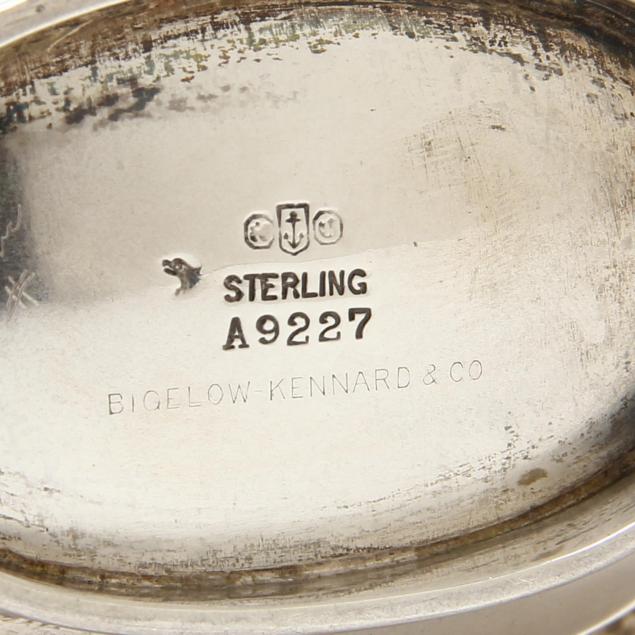 STERLING
A9227
BIGELOW-KENNARD & CO